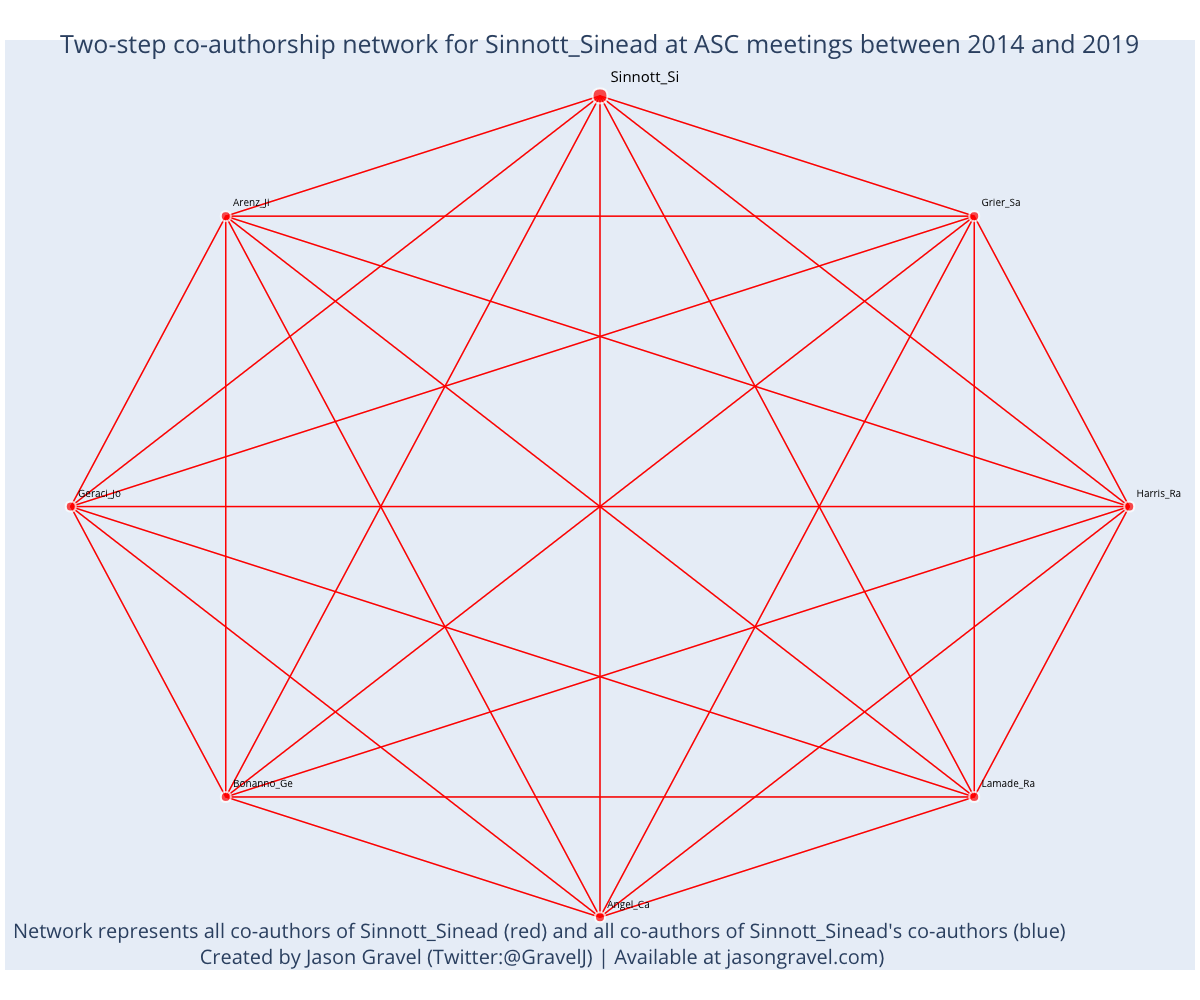 Two-step co-authorship network for Sinnott_Sinead at ASC meetings between 2014 and 2019
Sinnott_Si
Arenz_Ji
Grier_Sa
Geraci_Jo
Harris_Ra
Bonanno_Ge
Lamade_Ra
Angel_Ca
Network represents all co-authors of Sinnott_Sinead (red) and all co-authors of Sinnott_Sinead's co-authors (blue)
Created by Jason Gravel (Twitter:@GravelJ) | Available at jasongravel.com)